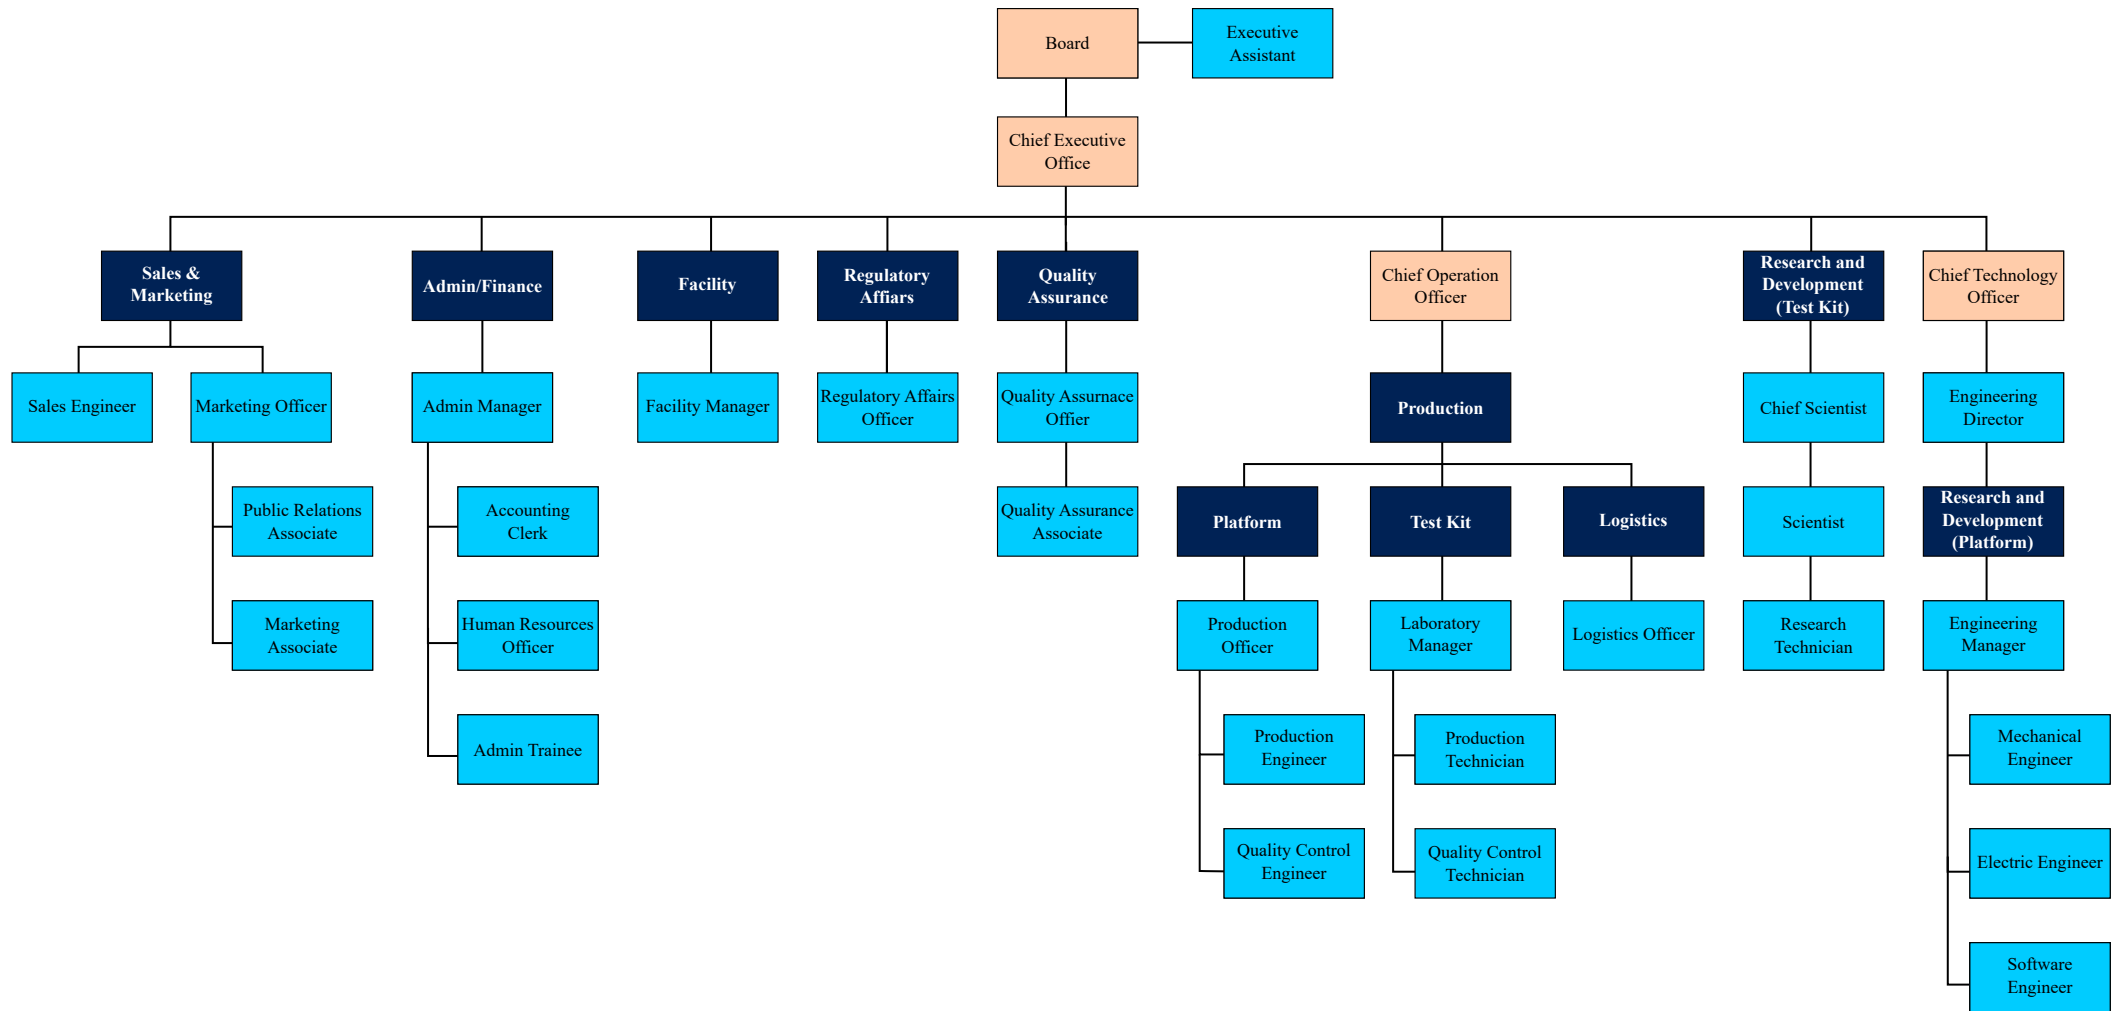 Board
Executive
Assistant
Chief Executive
Office
Sales &
Marketing
Admin/Finance
Facility
Regulatory
Affiars
Quality
Assurance
Chief Operation
Officer
Research and
Development
(Test Kit)
Chief Technology
Officer
Sales Engineer
Marketing Officer
Admin Manager
Facility Manager
Regulatory Affairs
Officer
Quality Assurnace
Offier
Production
Chief Scientist
Engineering
Director
Public Relations
Associate
Accounting
Clerk
Quality Assurance
Associate
Platform
Test Kit
Logistics
Scientist
Research and
Development
(Platform)
Marketing
Associate
Human Resources
Officer
Production
Officer
Laboratory
Manager
Logistics Officer
Research
Technician
Engineering
Manager
Admin Trainee
Production
Engineer
Production
Technician
Mechanical
Engineer
Quality Control
Engineer
Quality Control
Technician
Electric Engineer
Software
Engineer